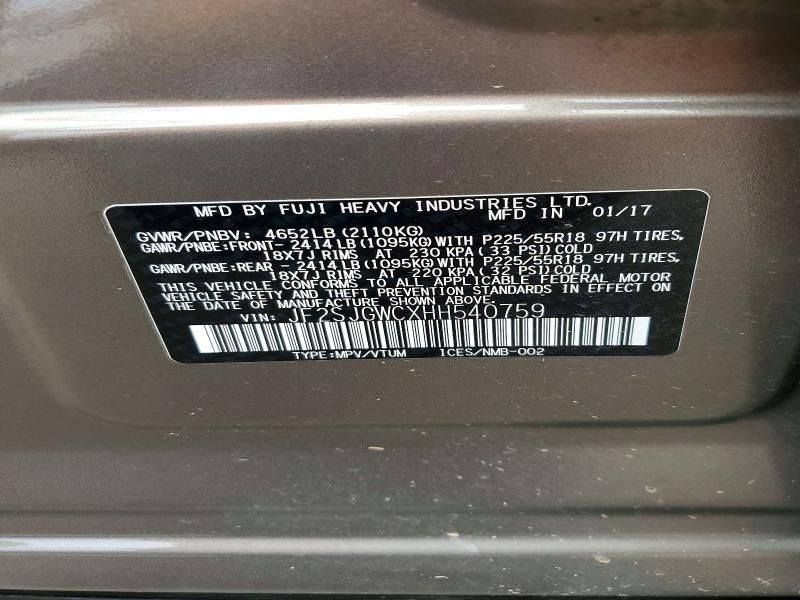 MFD BY FUJI HEAVY INDUSTRIES LTD.
MFD IN 01/17
GVWR/PNBV: 4652LB (2110KG)
GAWR/PNBE:FRONT- 2414LB(1095KG)WITH P225/55R18 97H TIRES,
18X7J RIMS AT 230 KPA( 33 PSI)COLD
GAWR/PNBE:REAR - 2414LB(1095KG)WITH P225/55R18 97H TIRES,
18X7J RIMS AT 220 KPA( 32 PSI)COLD
THIS VEHICLE CONFORMS TO ALL APPLICABLE FEDERAL MOTOR
VEHICLE SAFETY AND THEFT PREVENTION STANDARDS IN EFFECT ON
THE DATE OF MANUFACTURE SHOWN ABOVE.
VIN: JF2SJGWCXHH540759
TYPE:MPV/VTUM ICES/NMB-002